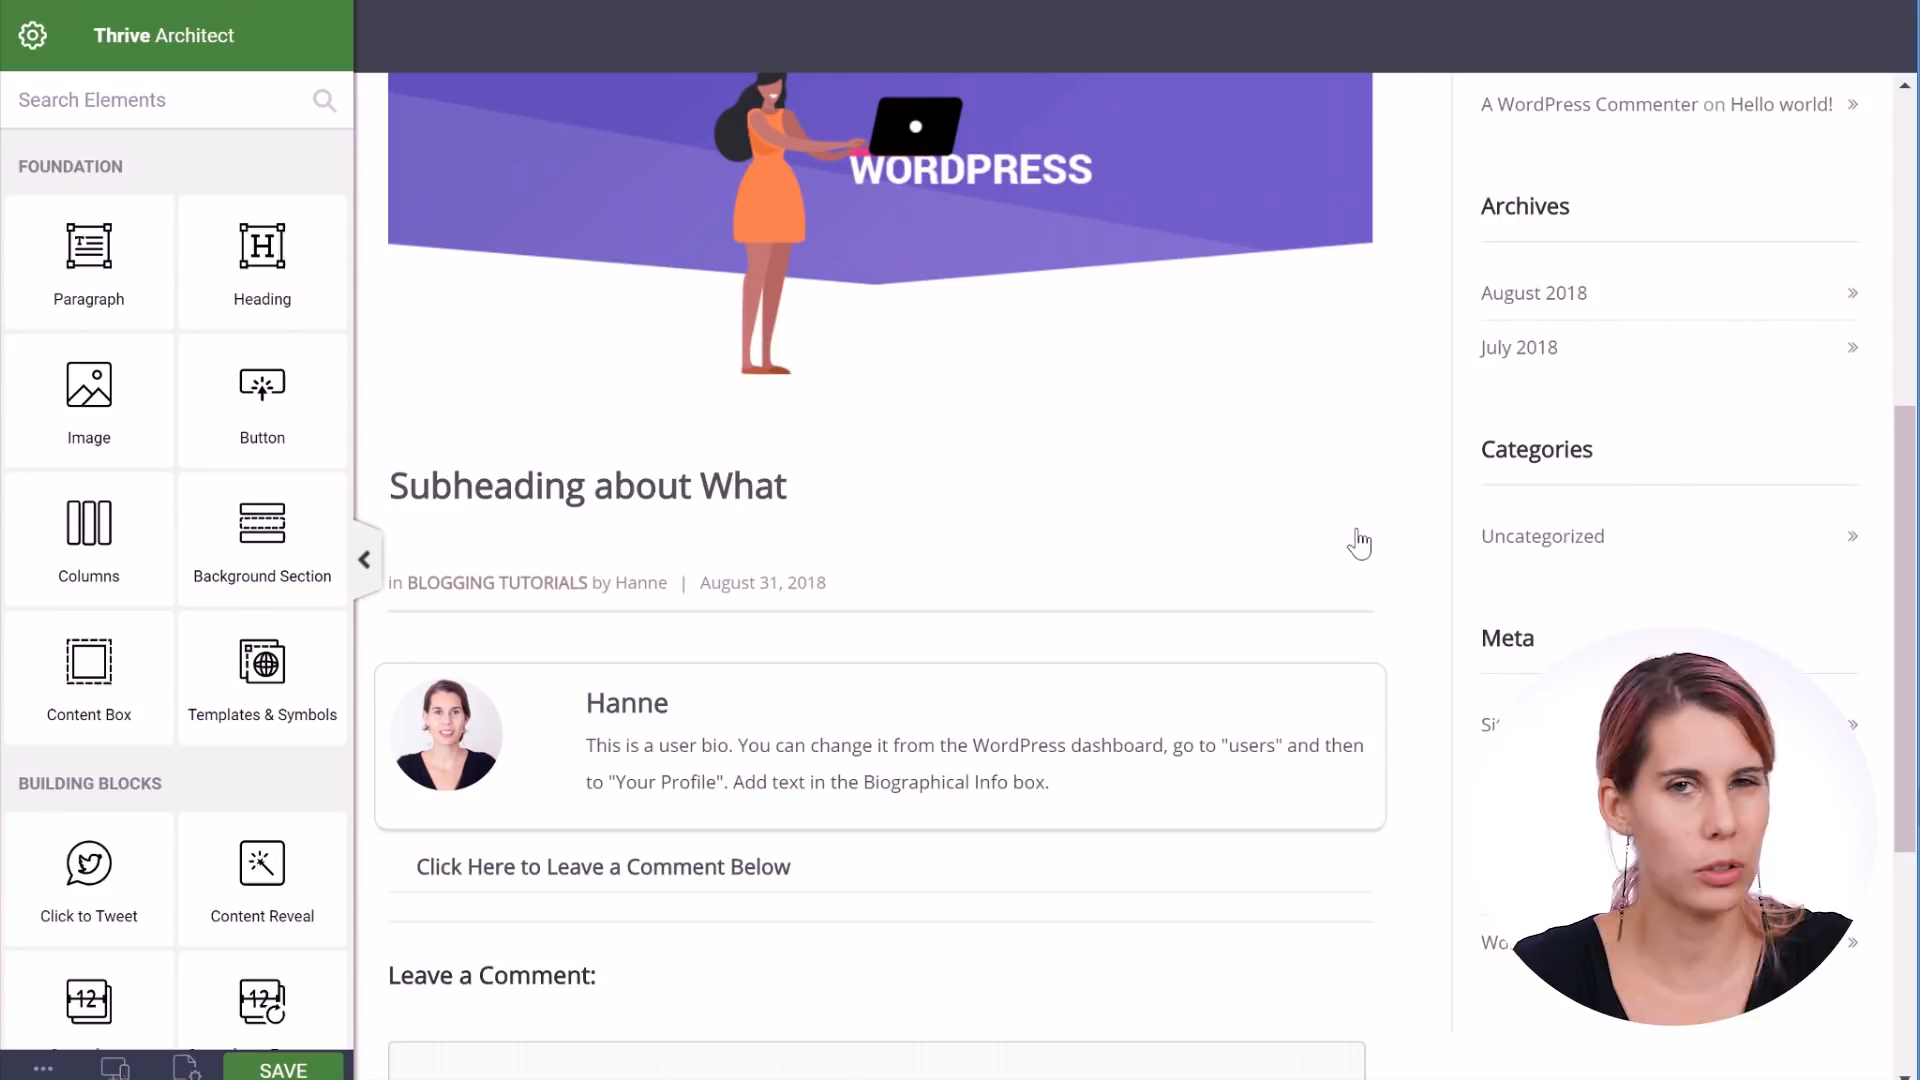 Thrive Architect
Search Elements
FOUNDATION
Paragraph
Heading
Image
Button
Columns
Background Section
Content Box
Templates & Symbols
BUILDING BLOCKS
Click to Tweet
Content Reveal
12
12
SAVE
WORDPRESS
Subheading about What
in BLOGGING TUTORIALS by Hanne | August 31, 2018
Hanne
This is a user bio. You can change it from the WordPress dashboard, go to "users" and then
to "Your Profile". Add text in the Biographical Info box.
Click Here to Leave a Comment Below
Leave a Comment:
A WordPress Commenter on Hello world! »
Archives
August 2018 »
July 2018 »
Categories
Uncategorized »
Meta